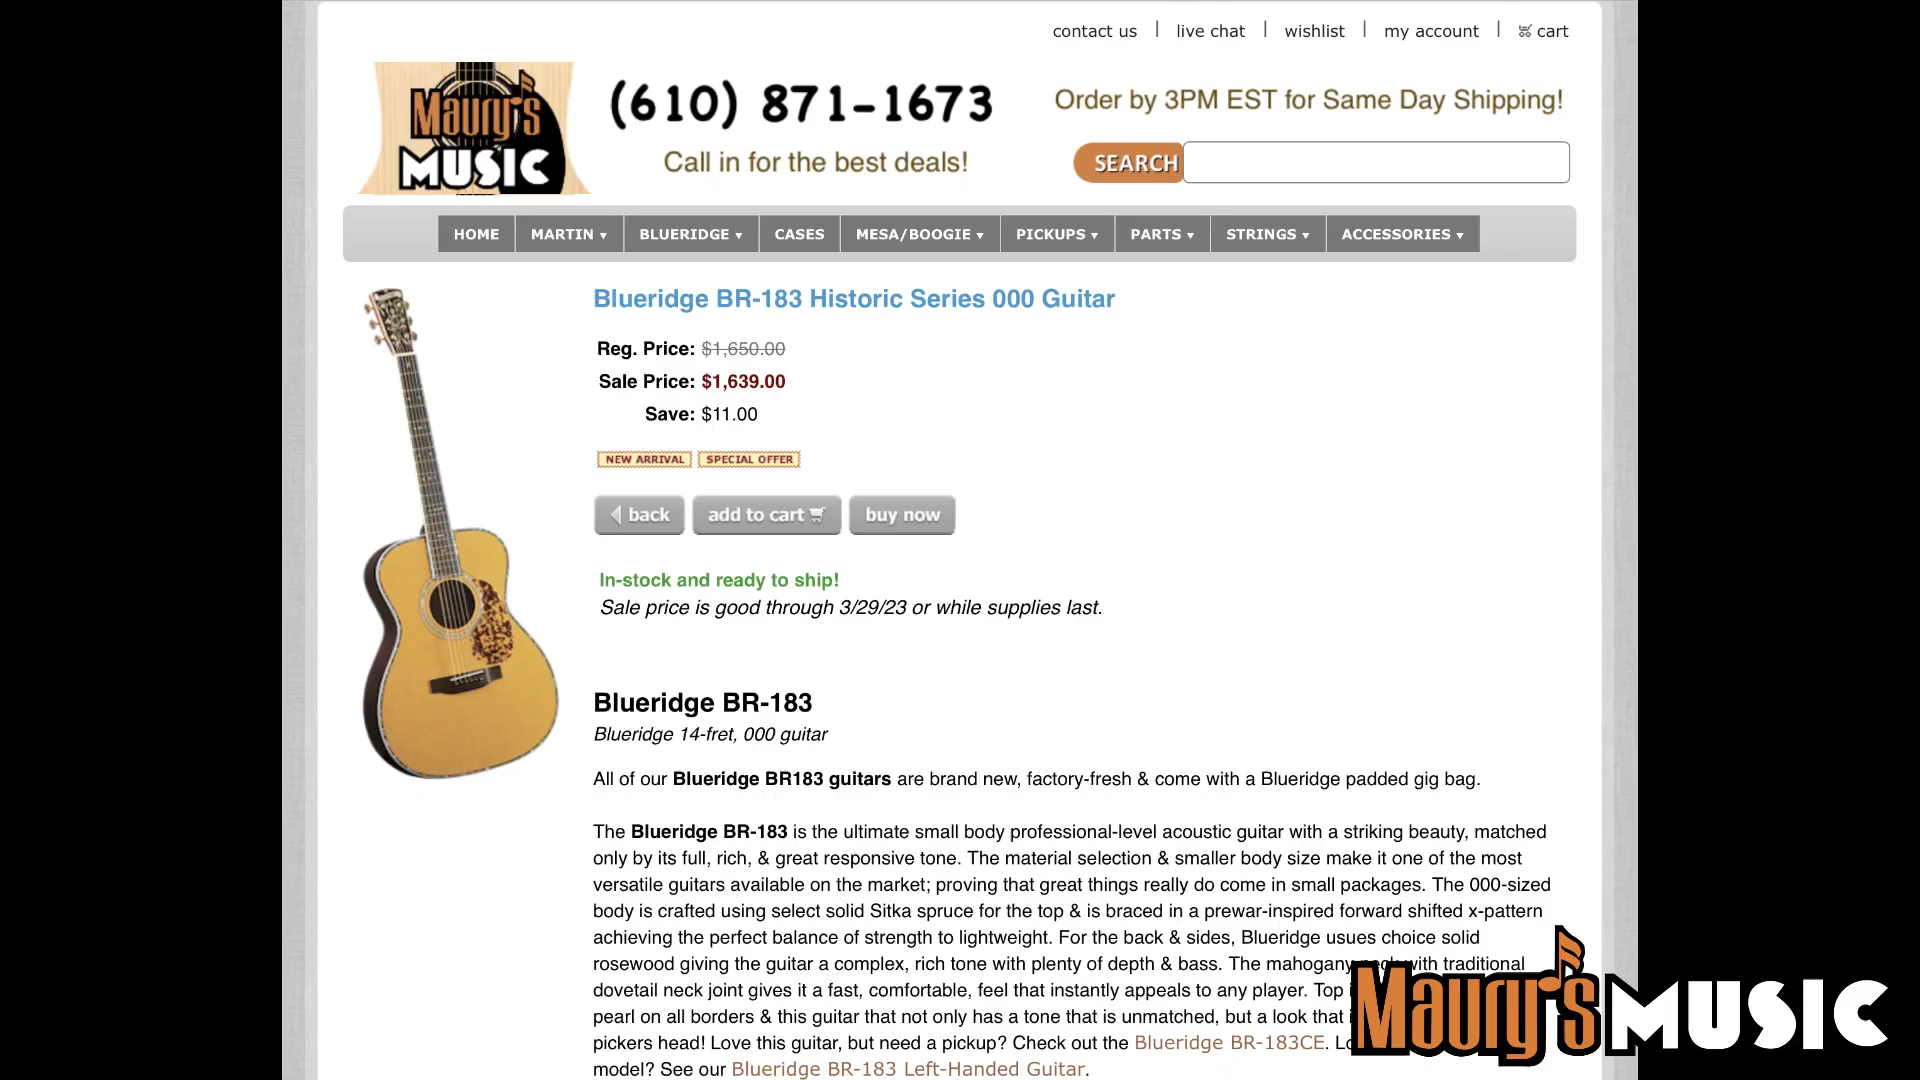 contact us | live chat | wishlist | my account | cart
Maury's
MUSIC
(610) 871-1673
Call in for the best deals!
Order by 3PM EST for Same Day Shipping!
SEARCH
HOME MARTIN BLUERIDGE CASES MESA/BOOGIE PICKUPS PARTS STRINGS ACCESSORIES
Blueridge BR-183 Historic Series 000 Guitar
Reg. Price: $1,650.00
Sale Price: $1,639.00
Save: $11.00
NEW ARRIVAL SPECIAL OFFER
back add to cart buy now
In-stock and ready to ship!
Sale price is good through 3/29/23 or while supplies last.
Blueridge BR-183
Blueridge 14-fret, 000 guitar
All of our Blueridge BR183 guitars are brand new, factory-fresh & come with a Blueridge padded gig bag.
The Blueridge BR-183 is the ultimate small body professional-level acoustic guitar with a striking beauty, matched
only by its full, rich, & great responsive tone. The material selection & smaller body size make it one of the most
versatile guitars available on the market; proving that great things really do come in small packages. The 000-sized
body is crafted using select solid Sitka spruce for the top & is braced in a prewar-inspired forward shifted x-pattern
achieving the perfect balance of strength to lightweight. For the back & sides, Blueridge usues choice solid
rosewood giving the guitar a complex, rich tone with plenty of depth & bass. The mahogany neck with traditional
dovetail neck joint gives it a fast, comfortable, feel that instantly appeals to any player. Top
pearl on all borders & this guitar that not only has a tone that is unmatched, but a look that
pickers head! Love this guitar, but need a pickup? Check out the Blueridge BR-183CE.
model? See our Blueridge BR-183 Left-Handed Guitar.
Maury's MUSIC